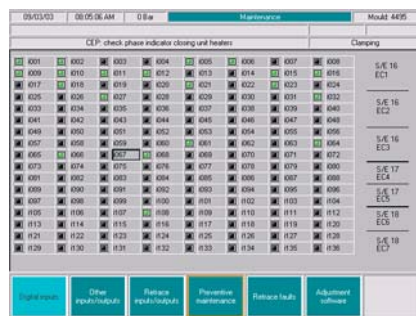 09/03/03 08:05:06 AM 0 Bar Maintenance Mould: 4495
CEP: check phase indicator closing unit heaters Clamping
I001 I002 I003 I004 I005 I006 I007 I008
I009 I010 I011 I012 I013 I014 I015 I016
S/E 16
EC1
I017 I018 I019 I020 I021 I022 I023 I024
I025 I026 I027 I028 I029 I030 I031 I032
I033 I034 I035 I036 I037 I038 I039 I040
S/E 16
EC2
I041 I042 I043 I044 I045 I046 I047 I048
I049 I050 I051 I052 I053 I054 I055 I056
I057 I058 I059 I060 I061 I062 I063 I064
S/E 16
EC3
I065 I066 I067 I068 I069 I070 I071 I072
I073 I074 I075 I076 I077 I078 I079 I080
S/E 17
EC4
I081 I082 I083 I084 I085 I086 I087 I088
I089 I090 I091 I092 I093 I094 I095 I096
S/E 17
EC5
I097 I098 I099 I100 I101 I102 I103 I104
I105 I106 I107 I108 I109 I110 I111 I112
S/E 18
EC6
I113 I114 I115 I116 I117 I118 I119 I120
I121 I122 I123 I124 I125 I126 I127 I128
S/E 18
EC7
I129 I130 I131 I132 I133 I134 I135 I136
Digital inputs
Other
inputs/outputs
Retrace
inputs/outputs
Preventive
maintenance
Retrace faults
Adjustment
software